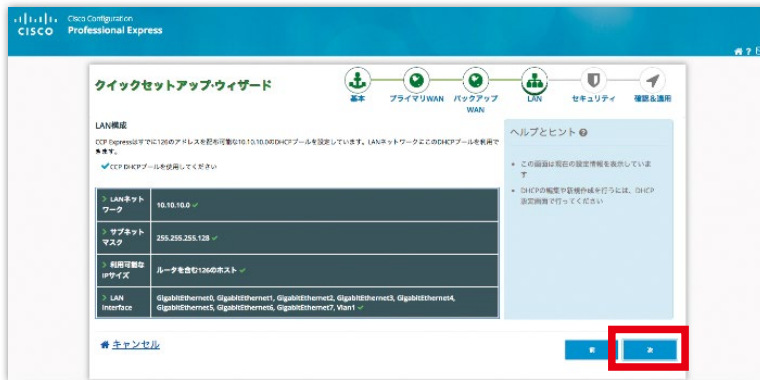 CISCO
Cisco Configuration
Professional Express
クイックセットアップ・ウィザード
基本
プライマリWAN
バックアップ
WAN
LAN
セキュリティ
確認&適用
LAN構成
CCP Expressはすでに126のアドレスを配布可能な10.10.10.0のDHCPプールを設定しています。LANネットワークにこのDHCPプールを利用で
きます。
CCP DHCPプールを使用してください
LANネット
ワーク
10.10.10.0
サブネット
マスク
255.255.255.128
利用可能な
IPサイズ
ルータを含む126のホスト
LAN
Interface
GigabitEthernet0, GigabitEthernet1, GigabitEthernet2, GigabitEthernet3, GigabitEthernet4,
GigabitEthernet5, GigabitEthernet6, GigabitEthernet7, Vlan1
ヘルプとヒント
この画面は現在の設定情報を表示していま
す
DHCPの編集や新規作成を行うには、DHCP
設定画面で行ってください
キャンセル
前
次